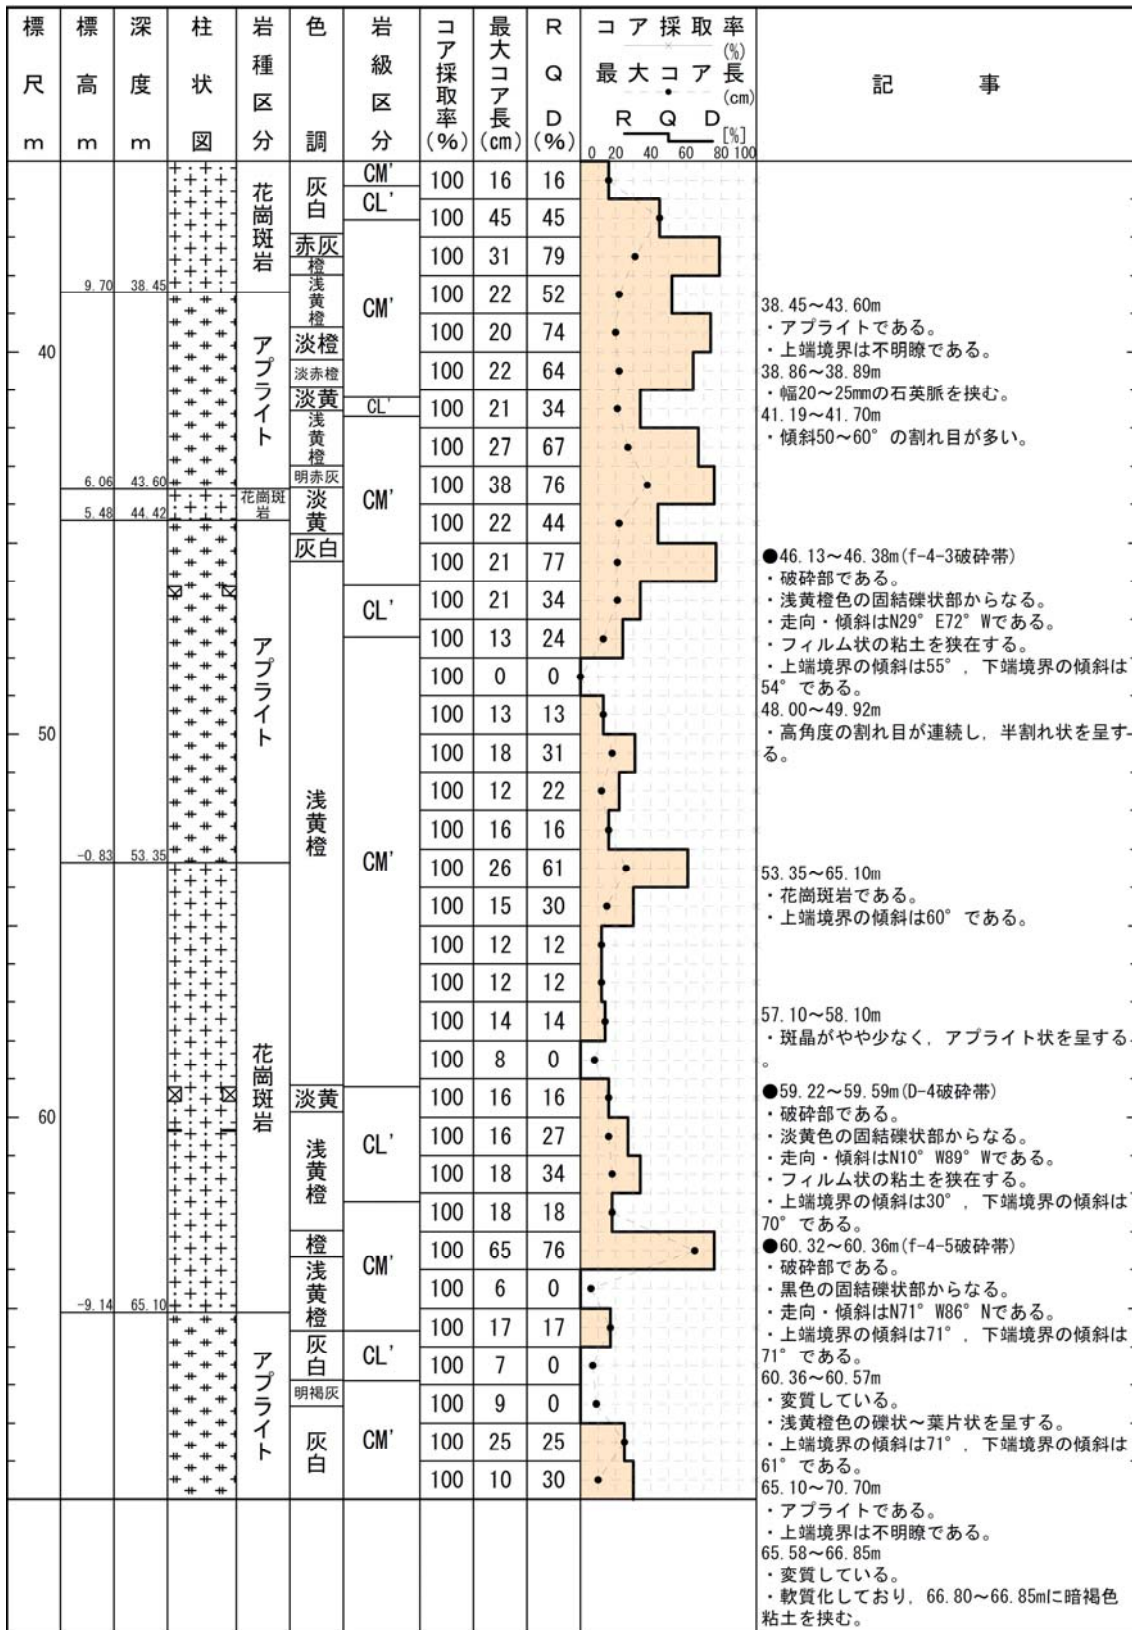 標尺m
標高m
深度m
柱状図
岩種区分
色調
岩級区分
コア採取率(%)
最大コア長(cm)
RQD(%)
コア採取率(%)
最大コア長(cm)
RQD[%]
0 20 40 60 80 100
記事
40
50
60
9.70 38.45
6.06 43.60
5.48 44.42
-0.83 53.35
-9.14 65.10
花崗斑岩
アプライト
花崗斑岩
アプライト
花崗斑岩
アプライト
灰白
赤灰
橙
浅黄橙
淡橙
淡赤橙
淡黄
浅黄橙
明赤灰
淡黄
灰白
浅黄橙
淡黄
浅黄橙
橙
浅黄橙
灰白
明褐灰
灰白
CM'
CL'
CM'
CL'
CM'
CL'
CM'
CL'
CM'
CL'
CM'
100 16 16
100 45 45
100 31 79
100 22 52
100 20 74
100 22 64
100 21 34
100 27 67
100 38 76
100 22 44
100 21 77
100 21 34
100 13 24
100 0 0
100 13 13
100 18 31
100 12 22
100 16 16
100 26 61
100 15 30
100 12 12
100 12 12
100 14 14
100 8 0
100 16 16
100 16 27
100 18 34
100 18 18
100 65 76
100 6 0
100 17 17
100 7 0
100 9 0
100 25 25
100 10 30
38.45～43.60m
・アプライトである。
・上端境界は不明瞭である。
38.86～38.89m
・幅20～25mmの石英脈を挟む。
41.19～41.70m
・傾斜50～60°の割れ目が多い。
●46.13～46.38m(f-4-3破砕帯)
・破砕部である。
・浅黄橙色の固結礫状部からなる。
・走向・傾斜はN29°E72°Wである。
・フィルム状の粘土を狭在する。
・上端境界の傾斜は55°，下端境界の傾斜は
54°である。
48.00～49.92m
・高角度の割れ目が連続し，半割れ状を呈す
る。
53.35～65.10m
・花崗斑岩である。
・上端境界の傾斜は60°である。
57.10～58.10m
・斑晶がやや少なく，アプライト状を呈する
。
●59.22～59.59m(D-4破砕帯)
・破砕部である。
・淡黄色の固結礫状部からなる。
・走向・傾斜はN10°W89°Wである。
・フィルム状の粘土を狭在する。
・上端境界の傾斜は30°，下端境界の傾斜は
70°である。
●60.32～60.36m(f-4-5破砕帯)
・破砕部である。
・黒色の固結礫状部からなる。
・走向・傾斜はN71°W86°Nである。
・上端境界の傾斜は71°，下端境界の傾斜は
71°である。
60.36～60.57m
・変質している。
・浅黄橙色の礫状～葉片状を呈する。
・上端境界の傾斜は71°，下端境界の傾斜は
61°である。
65.10～70.70m
・アプライトである。
・上端境界は不明瞭である。
65.58～66.85m
・変質している。
・軟質化しており，66.80～66.85mに暗褐色
粘土を挟む。